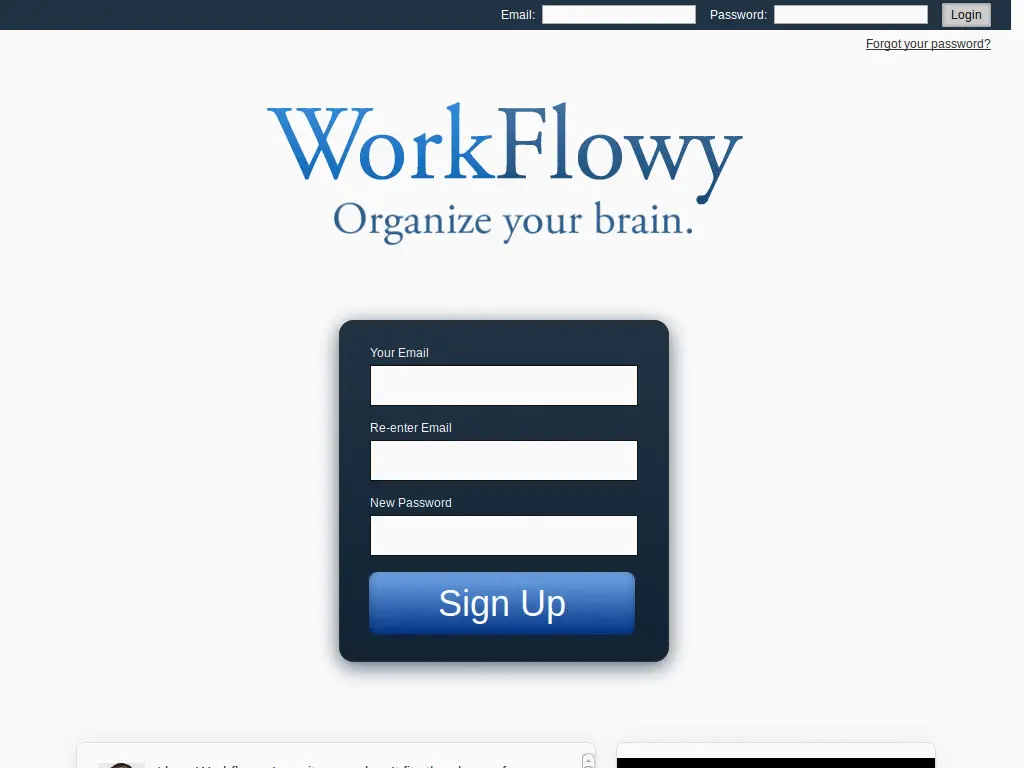 Email: Password: Login
Forgot your password?
WorkFlowy
Organize your brain.
Your Email
Re-enter Email
New Password
Sign Up